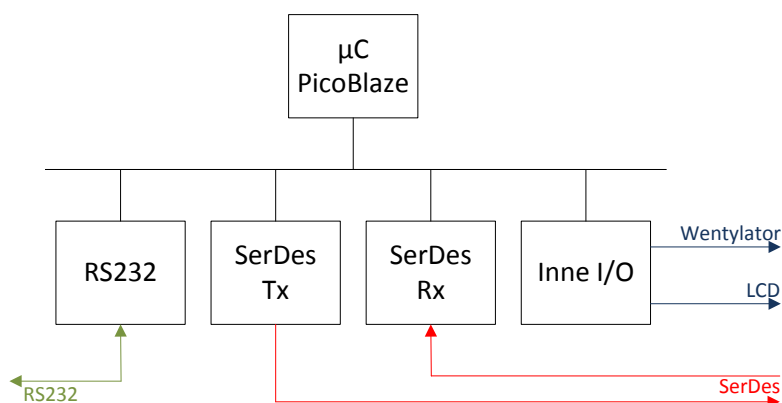 µC
PicoBlaze
RS232
SerDes
Tx
SerDes
Rx
Inne I/O
Wentylator
LCD
RS232
SerDes